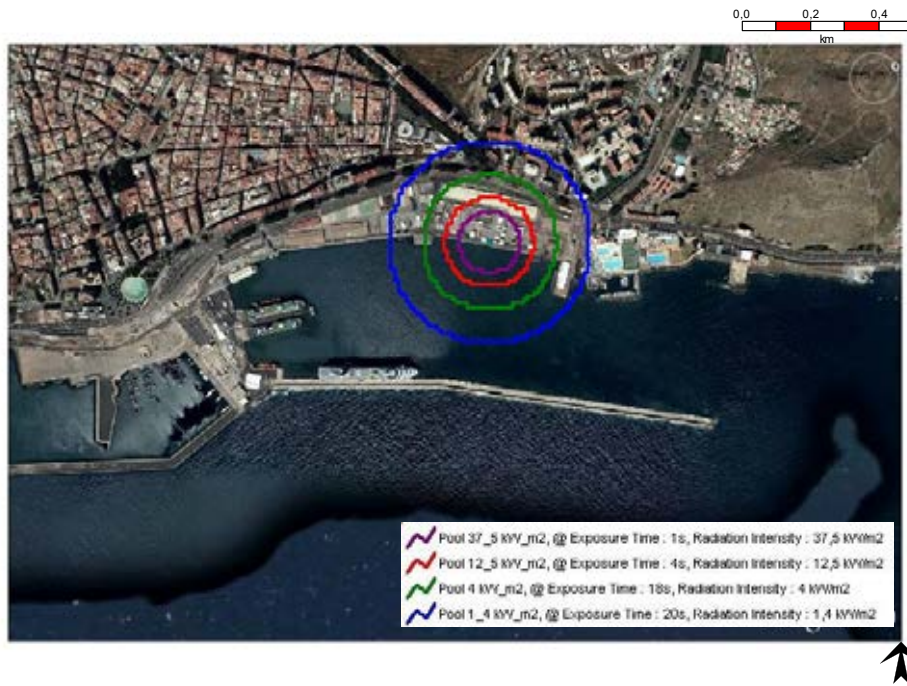 0,0 0,2 0,4
km
Pool 37_5 kW_m2, @ Exposure Time : 1s, Radiation Intensity : 37,5 kW/m2
Pool 12_5 kW_m2, @ Exposure Time : 4s, Radiation Intensity : 12,5 kW/m2
Pool 4 kW_m2, @ Exposure Time : 18s, Radiation Intensity : 4 kW/m2
Pool 1_4 kW_m2, @ Exposure Time : 20s, Radiation Intensity : 1,4 kW/m2